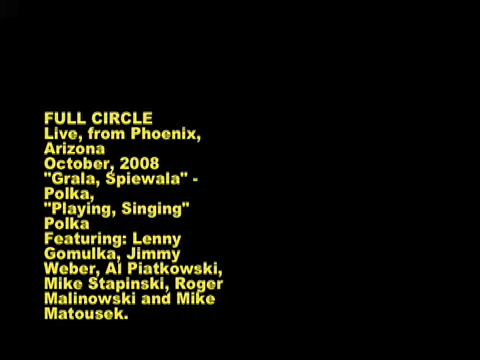 FULL CIRCLE
Live, from Phoenix,
Arizona
October, 2008
"Grala, Spiewala" -
Polka,
"Playing, Singing"
Polka
Featuring: Lenny
Gomulka, Jimmy
Weber, Al Piatkowski,
Mike Stapinski, Roger
Malinowski and Mike
Matousek.